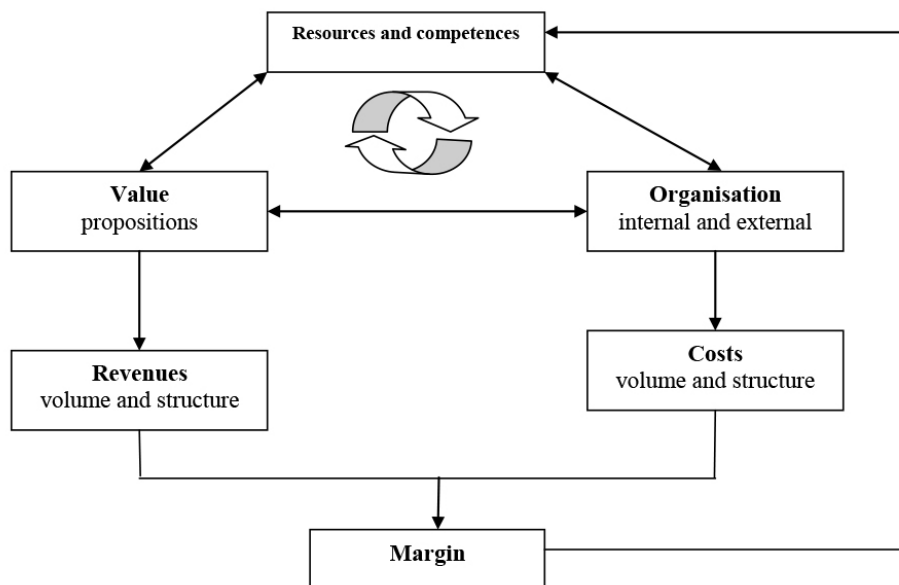 Resources and competences
Value
propositions
Organisation
internal and external
Revenues
volume and structure
Costs
volume and structure
Margin